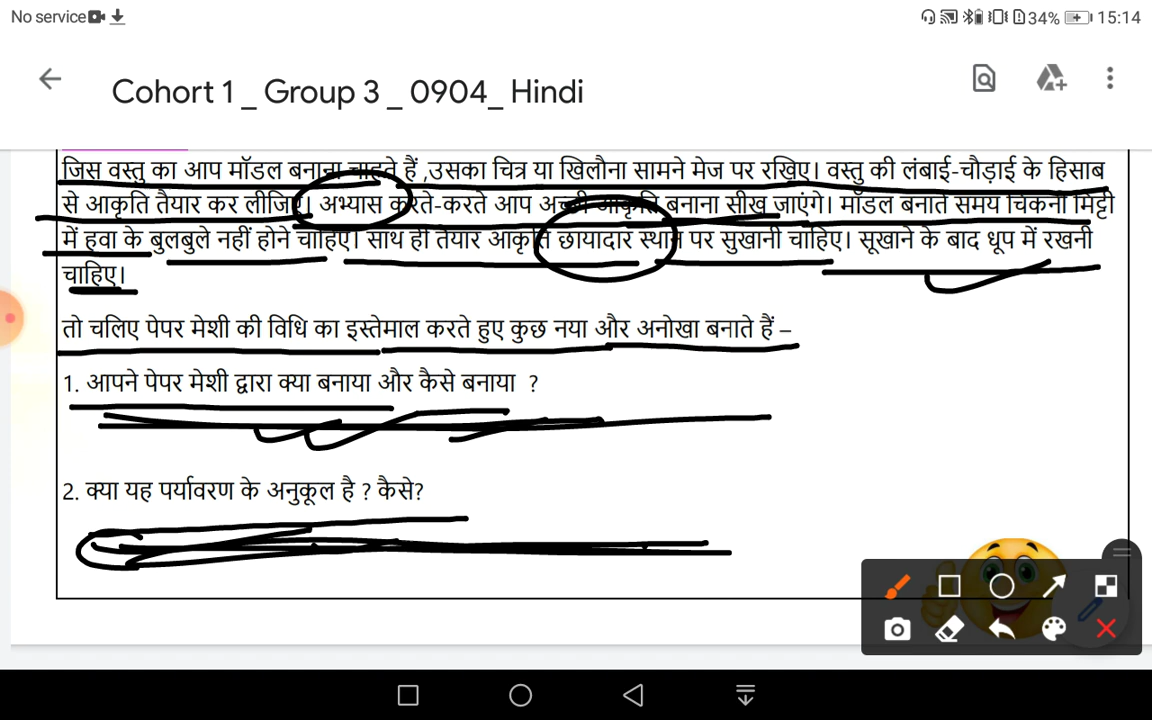 No service 34% 15:14
Cohort 1 _ Group 3 _ 0904_ Hindi
जिस वस्तु का आप मॉडल बनाना चाहते हैं ,उसका चित्र या खिलौना सामने मेज पर रखिए। वस्तु की लंबाई-चौड़ाई के हिसाब
से आकृति तैयार कर लीजिए। अभ्यास करते-करते आप अच्छी आकृति बनाना सीख जाएंगे। मॉडल बनाते समय चिकनी मिट्टी
में हवा के बुलबुले नहीं होने चाहिए। साथ ही तैयार आकृति छायादार स्थान पर सुखानी चाहिए। सूखाने के बाद धूप में रखनी
चाहिए।
तो चलिए पेपर मेशी की विधि का इस्तेमाल करते हुए कुछ नया और अनोखा बनाते हैं –
1. आपने पेपर मेशी द्वारा क्या बनाया और कैसे बनाया ?
2. क्या यह पर्यावरण के अनुकूल है ? कैसे?